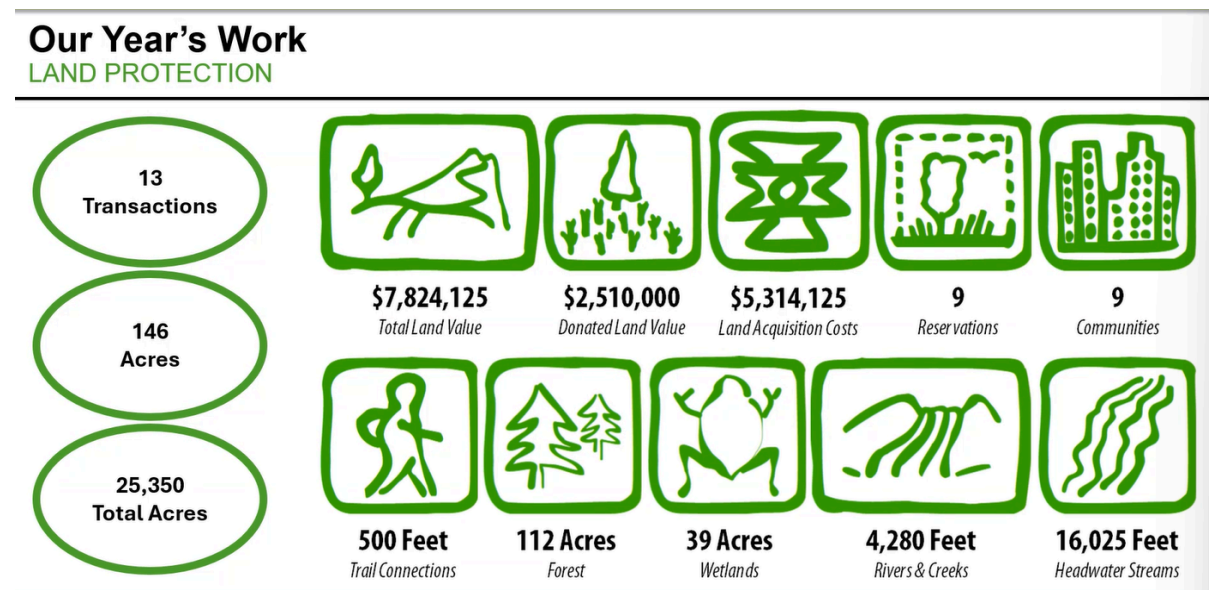 Our Year's Work
LAND PROTECTION
13
Transactions
146
Acres
25,350
Total Acres
$7,824,125
Total Land Value
$2,510,000
Donated Land Value
$5,314,125
Land Acquisition Costs
9
Reservations
9
Communities
500 Feet
Trail Connections
112 Acres
Forest
39 Acres
Wetlands
4,280 Feet
Rivers & Creeks
16,025 Feet
Headwater Streams